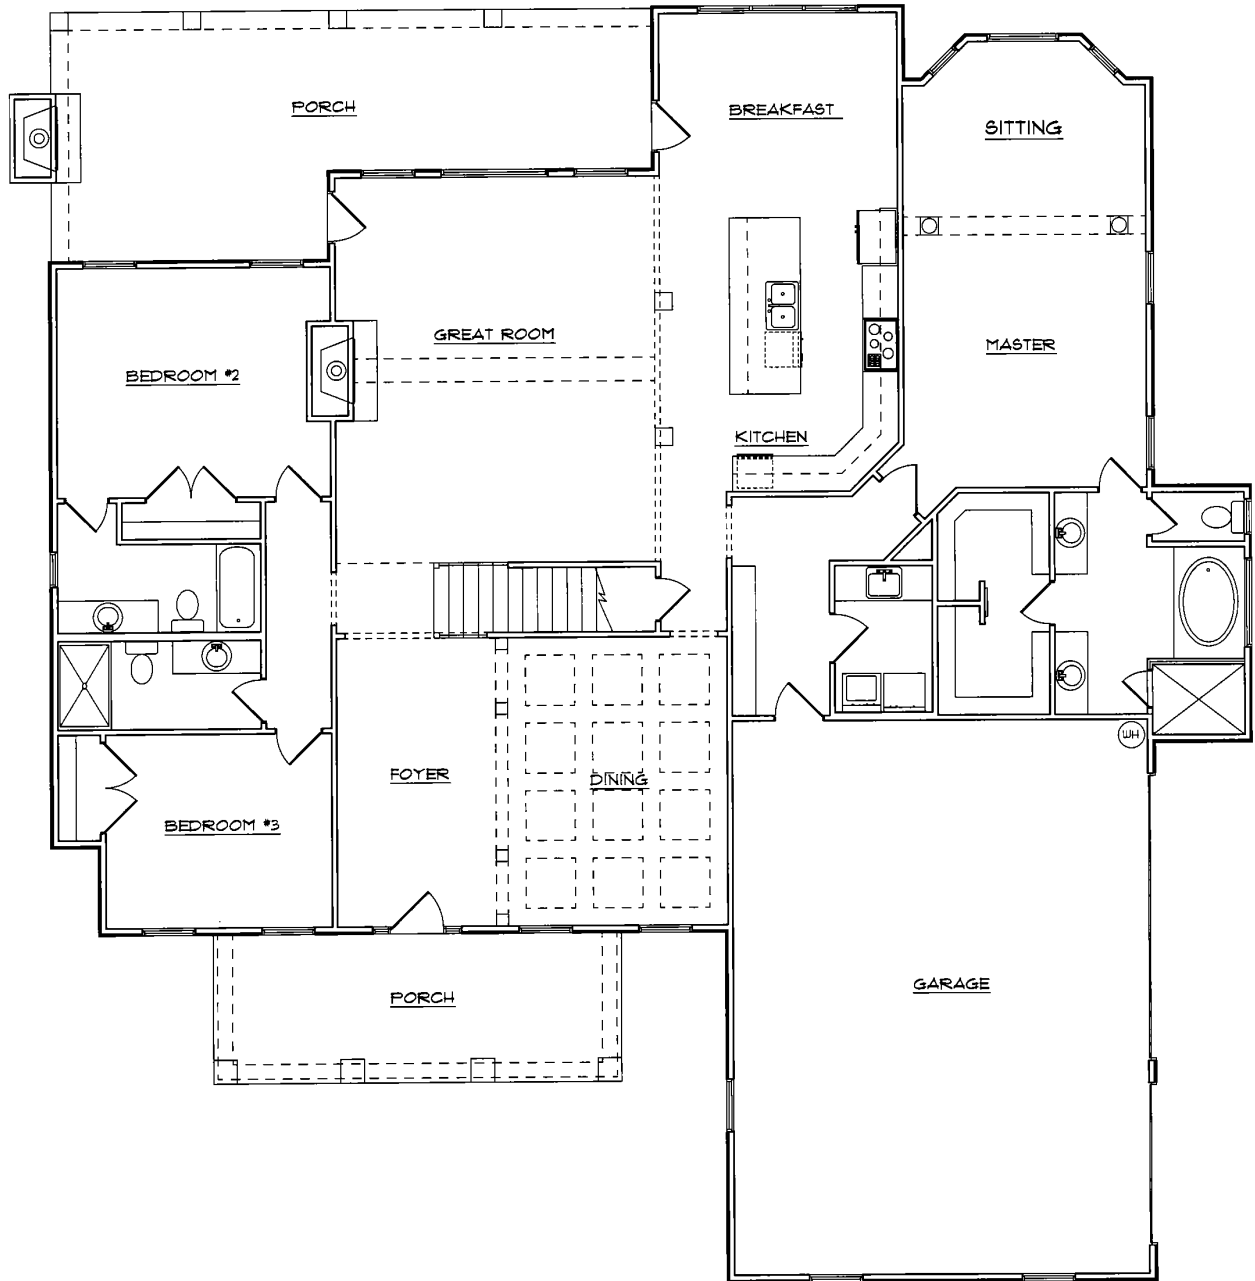 PORCH
BREAKFAST
SITTING
GREAT ROOM
MASTER
BEDROOM #2
KITCHEN
WH
FOYER
DINING
BEDROOM #3
GARAGE
PORCH